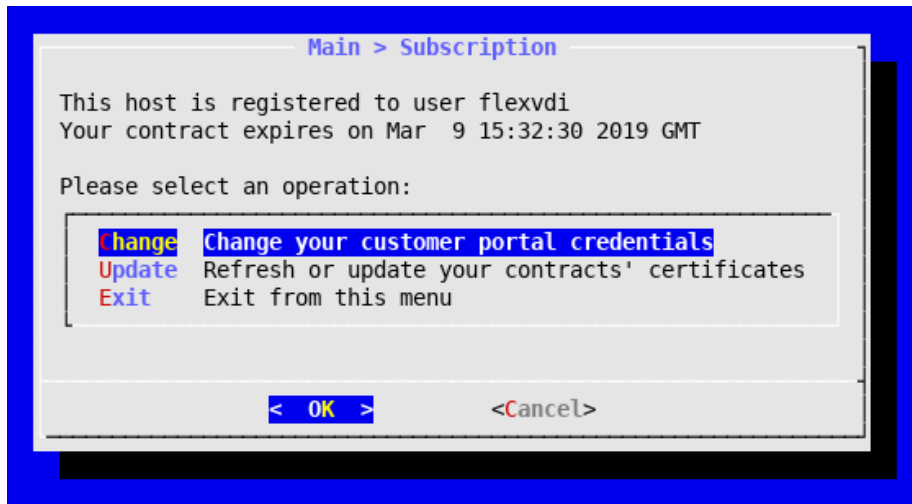 Main > Subscription
This host is registered to user flexvdi
Your contract expires on Mar  9 15:32:30 2019 GMT
Please select an operation:
Change  Change your customer portal credentials
Update  Refresh or update your contracts' certificates
Exit    Exit from this menu
<  OK  >  <Cancel>